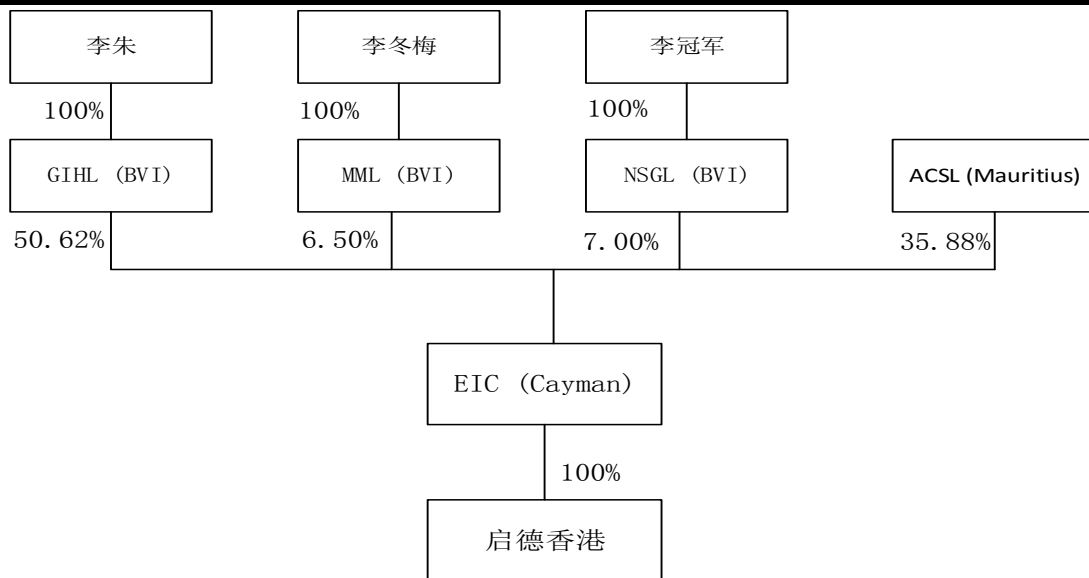 李朱
李冬梅
李冠军
100%
100%
100%
GIHL (BVI)
MML (BVI)
NSGL (BVI)
ACSL (Mauritius)
50.62%
6.50%
7.00%
35.88%
EIC (Cayman)
100%
启德香港